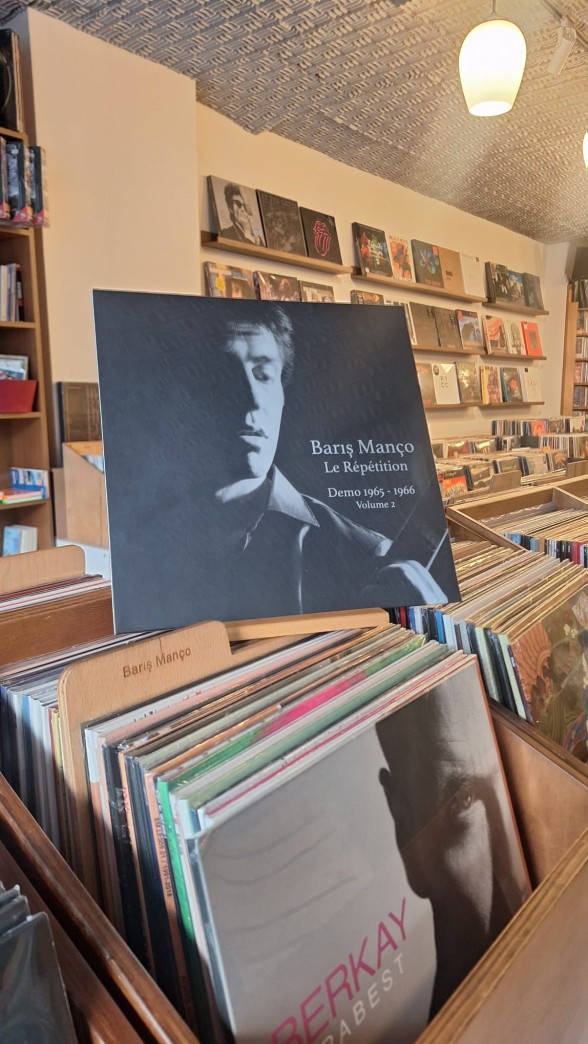 Barış Manço
Le Répétition
Demo 1965 - 1966
Volume 2
Barış Manço
BERKAY
ARABEST